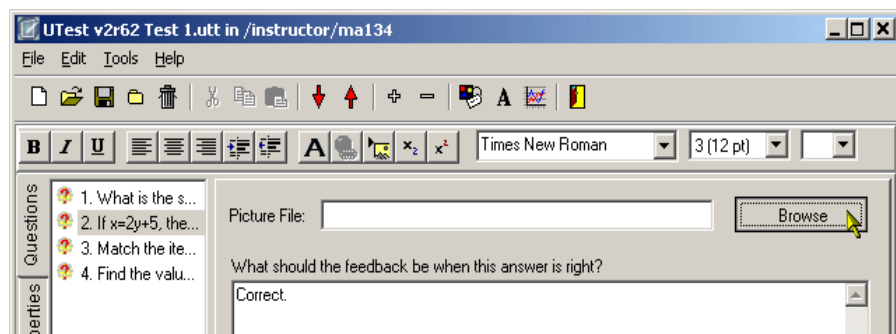 UTest v2r62 Test 1.utt in /instructor/ma134
File Edit Tools Help
A
B I U A x₂ x² Times New Roman 3 (12 pt)
Questions
1. What is the s...
2. If x=2y+5, the...
3. Match the ite...
4. Find the valu...
Picture File: Browse
What should the feedback be when this answer is right?
Correct.